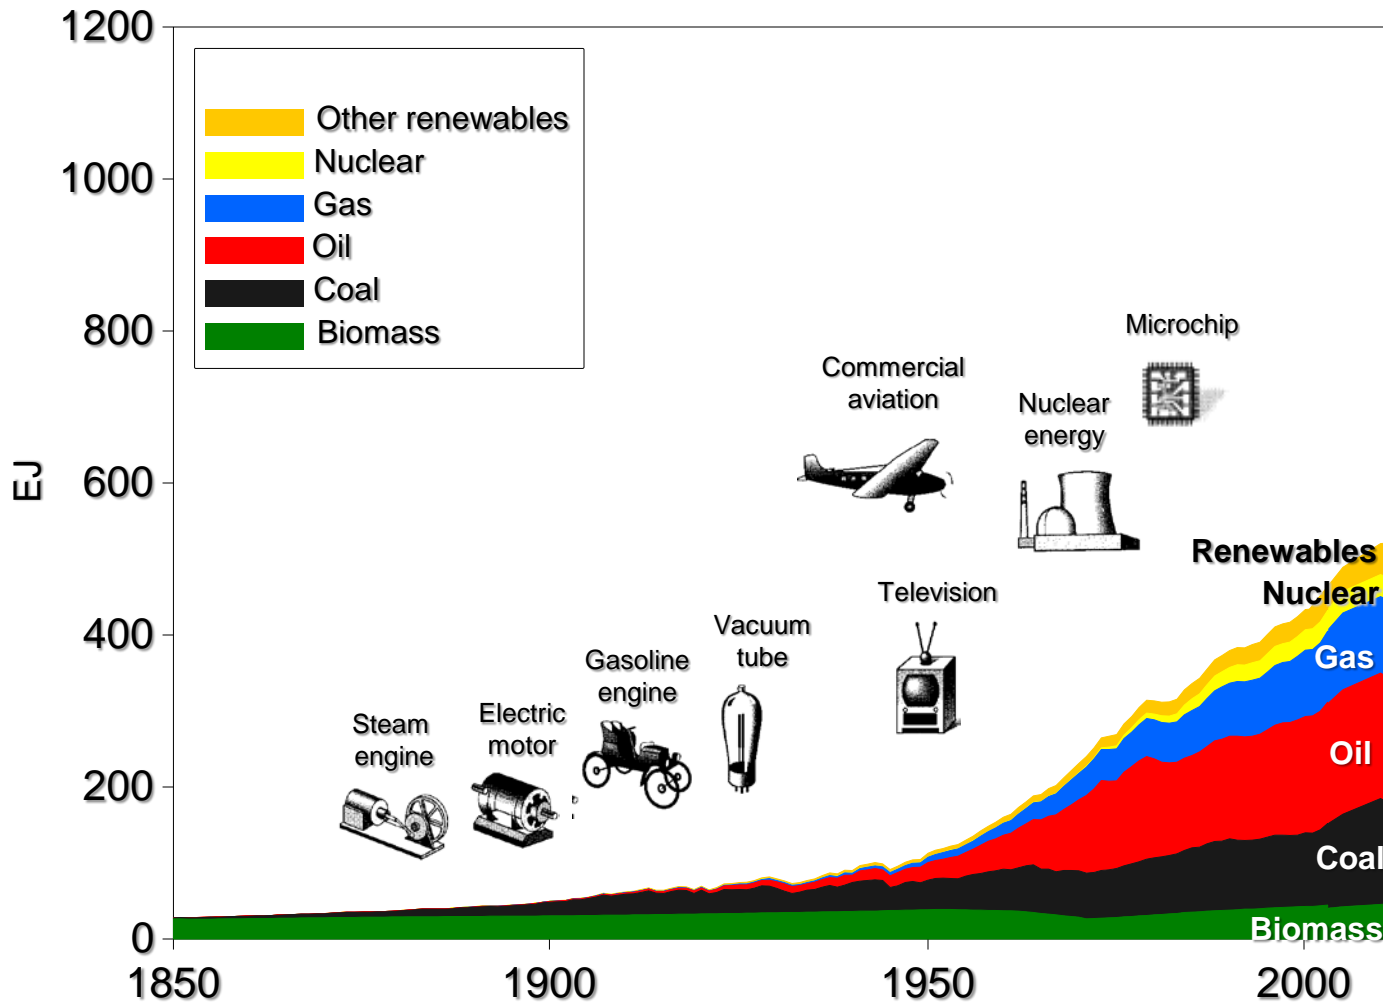 1200
1000
800
600
400
200
0
EJ
1850
1900
1950
2000
Other renewables
Nuclear
Gas
Oil
Coal
Biomass
Steam
engine
Electric
motor
Gasoline
engine
Vacuum
tube
Commercial
aviation
Television
Nuclear
energy
Microchip
Renewables
Nuclear
Gas
Oil
Coal
Biomass